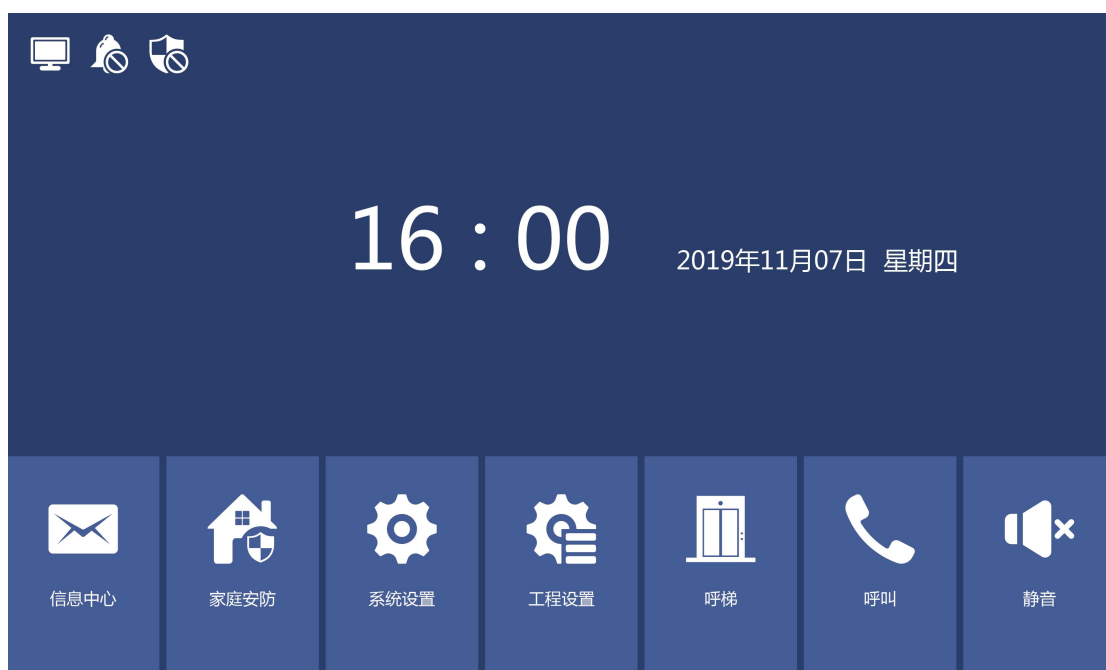 16：00
2019年11月07日 星期四
信息中心
家庭安防
系统设置
工程设置
呼梯
呼叫
静音